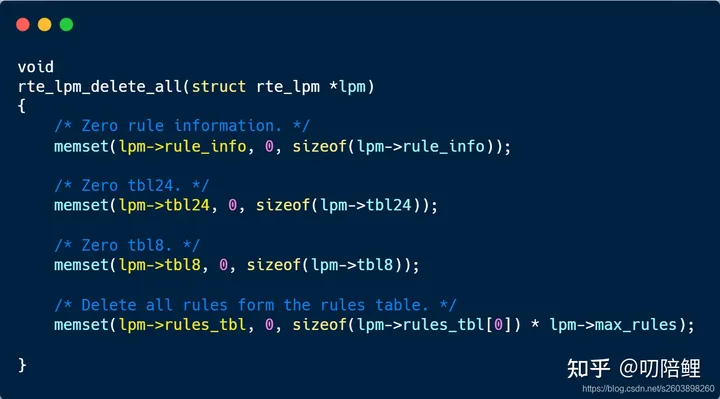 void
rte_lpm_delete_all(struct rte_lpm *lpm)
{
    /* Zero rule information. */
    memset(lpm->rule_info, 0, sizeof(lpm->rule_info));

    /* Zero tbl24. */
    memset(lpm->tbl24, 0, sizeof(lpm->tbl24));

    /* Zero tbl8. */
    memset(lpm->tbl8, 0, sizeof(lpm->tbl8));

    /* Delete all rules form the rules table. */
    memset(lpm->rules_tbl, 0, sizeof(lpm->rules_tbl[0]) * lpm->max_rules);

}
知乎 @叨陪鲤
https://blog.csdn.net/s2603898260